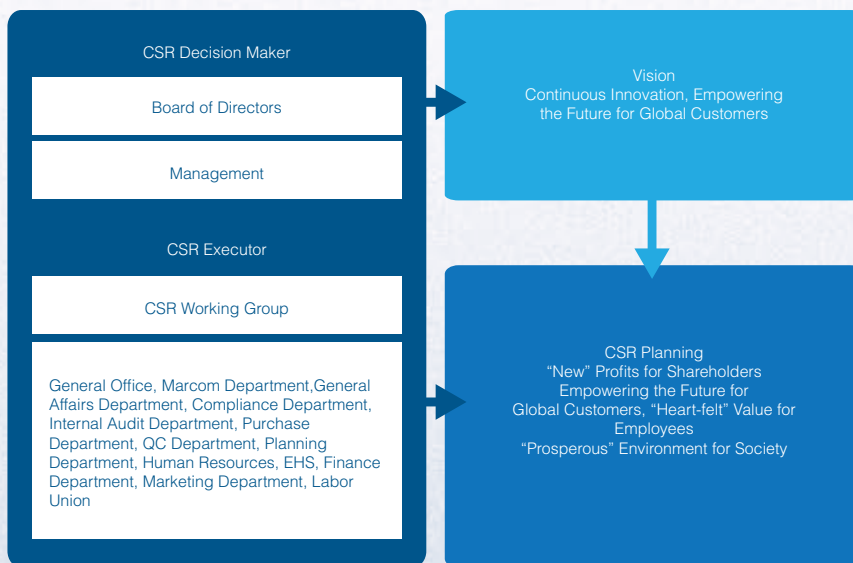 CSR Decision Maker
Board of Directors
Management
CSR Executor
CSR Working Group
General Office, Marcom Department,General
Affairs Department, Compliance Department,
Internal Audit Department, Purchase
Department, QC Department, Planning
Department, Human Resources, EHS, Finance
Department, Marketing Department, Labor
Union
Vision
Continuous Innovation, Empowering
the Future for Global Customers
CSR Planning
“New” Profits for Shareholders
Empowering the Future for
Global Customers, “Heart-felt” Value for
Employees
“Prosperous” Environment for Society